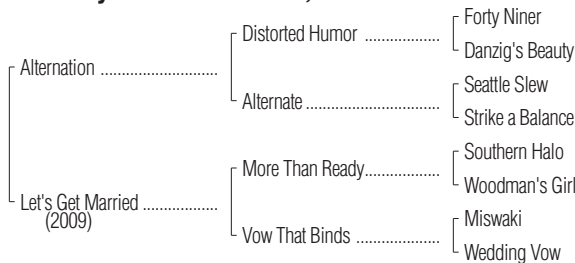 Forty Niner
Distorted Humor ..................
Danzig's Beauty
Alternation ............................
Seattle Slew
Alternate ............................
Strike a Balance
Southern Halo
More Than Ready..................
Woodman's Girl
Let's Get Married ..................
(2009)
Miswaki
Vow That Binds ....................
Wedding Vow